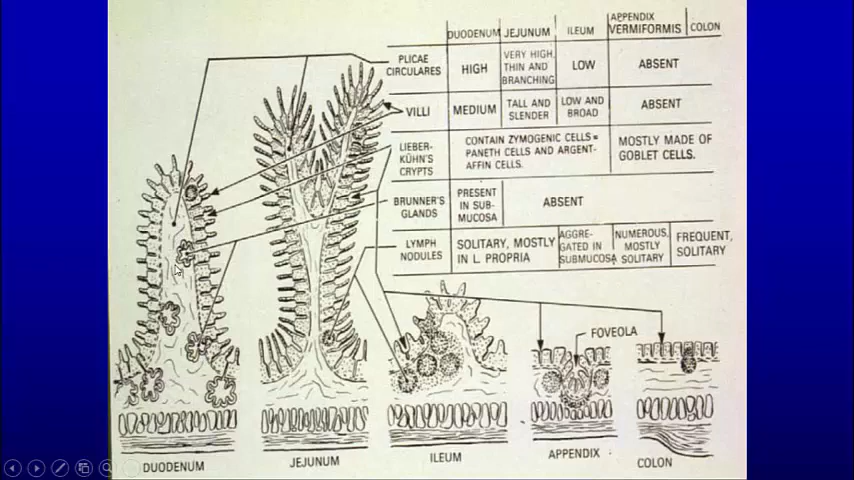 DUODENUM JEJUNUM ILEUM APPENDIX VERMIFORMIS COLON
PLICAE CIRCULARES HIGH VERY HIGH, THIN AND BRANCHING LOW ABSENT
VILLI MEDIUM TALL AND SLENDER LOW AND BROAD ABSENT
LIEBER-
KÜHN'S
CRYPTS
CONTAIN ZYMOGENIC CELLS =
PANETH CELLS AND ARGENT-
AFFIN CELLS.
MOSTLY MADE OF
GOBLET CELLS.
BRUNNER'S
GLANDS
PRESENT
IN SUB-
MUCOSA
ABSENT
LYMPH
NODULES
SOLITARY, MOSTLY
IN L. PROPRIA
AGGRE-
GATED IN
SUBMUCOSA
NUMEROUS,
MOSTLY
SOLITARY
FREQUENT,
SOLITARY
FOVEOLA
DUODENUM
JEJUNUM
ILEUM
APPENDIX
COLON